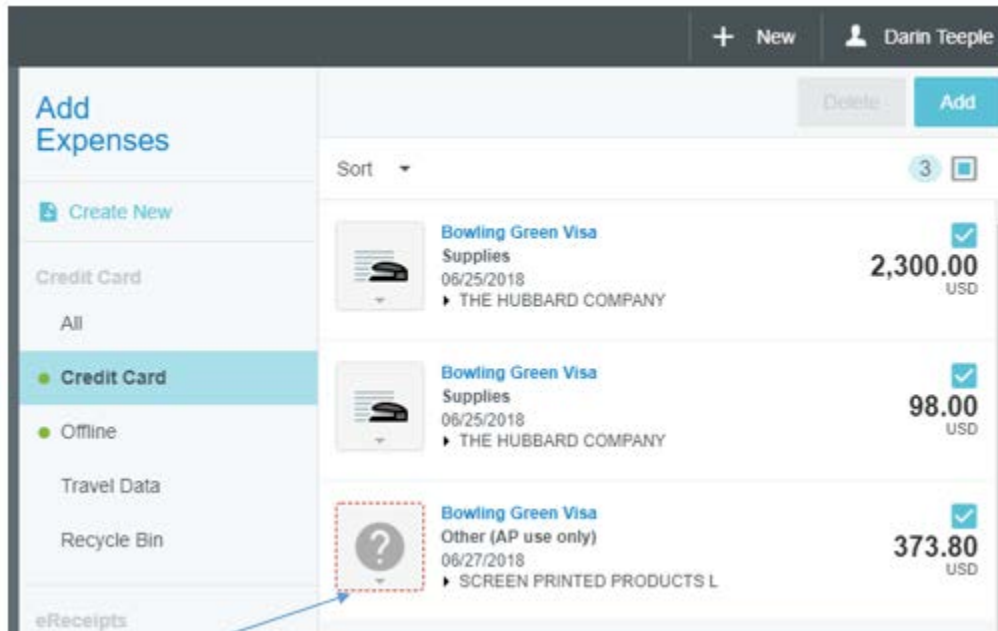 + New
Darin Teeple
Add
Expenses
Delete
Add
Sort
3
Create New
Credit Card
All
Credit Card
Offline
Travel Data
Recycle Bin
eReceipts
Bowling Green Visa
Supplies
06/25/2018
THE HUBBARD COMPANY
2,300.00
USD
Bowling Green Visa
Supplies
06/25/2018
THE HUBBARD COMPANY
98.00
USD
?
Bowling Green Visa
Other (AP use only)
06/27/2018
SCREEN PRINTED PRODUCTS L
373.80
USD